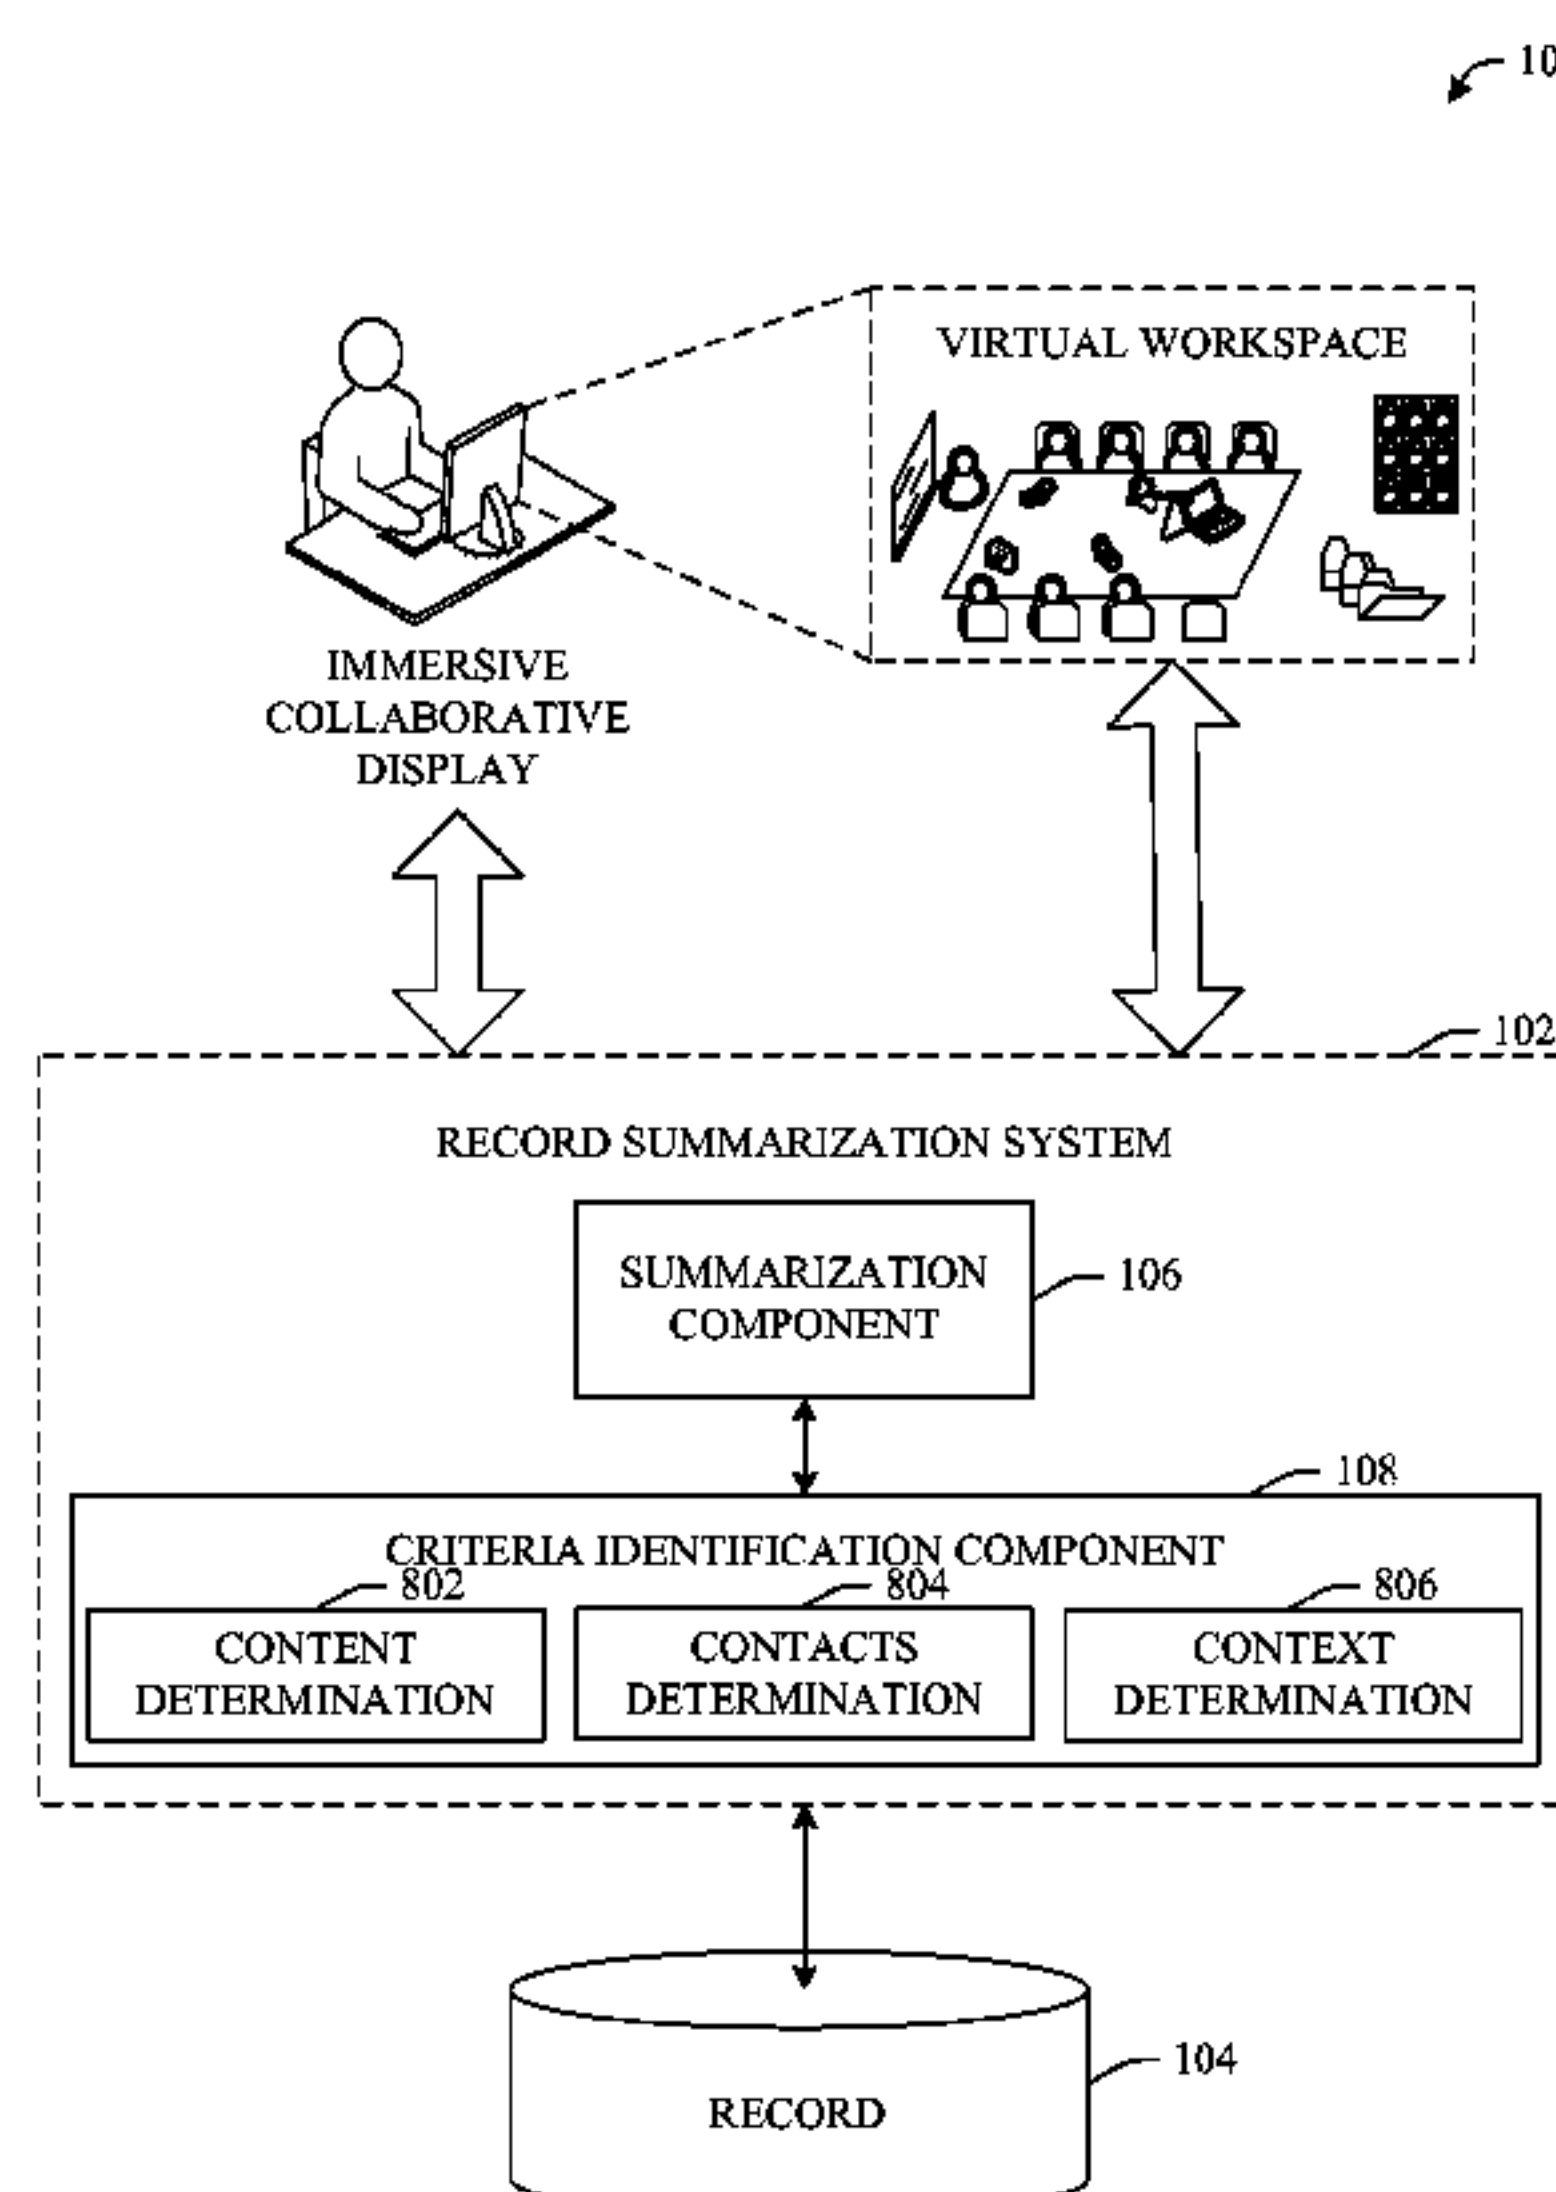 10
VIRTUAL WORKSPACE
IMMERSIVE
COLLABORATIVE
DISPLAY
102
RECORD SUMMARIZATION SYSTEM
SUMMARIZATION
COMPONENT
106
108
CRITERIA IDENTIFICATION COMPONENT
802
804
806
CONTENT
DETERMINATION
CONTACTS
DETERMINATION
CONTEXT
DETERMINATION
104
RECORD